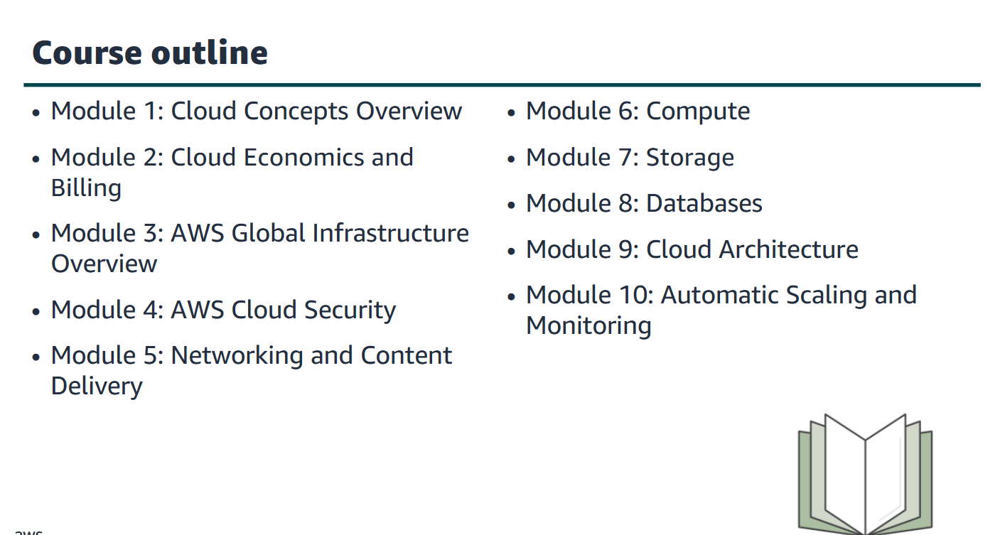 Course outline
• Module 1: Cloud Concepts Overview
• Module 2: Cloud Economics and
Billing
• Module 3: AWS Global Infrastructure
Overview
• Module 4: AWS Cloud Security
• Module 5: Networking and Content
Delivery
• Module 6: Compute
• Module 7: Storage
• Module 8: Databases
• Module 9: Cloud Architecture
• Module 10: Automatic Scaling and
Monitoring
aws